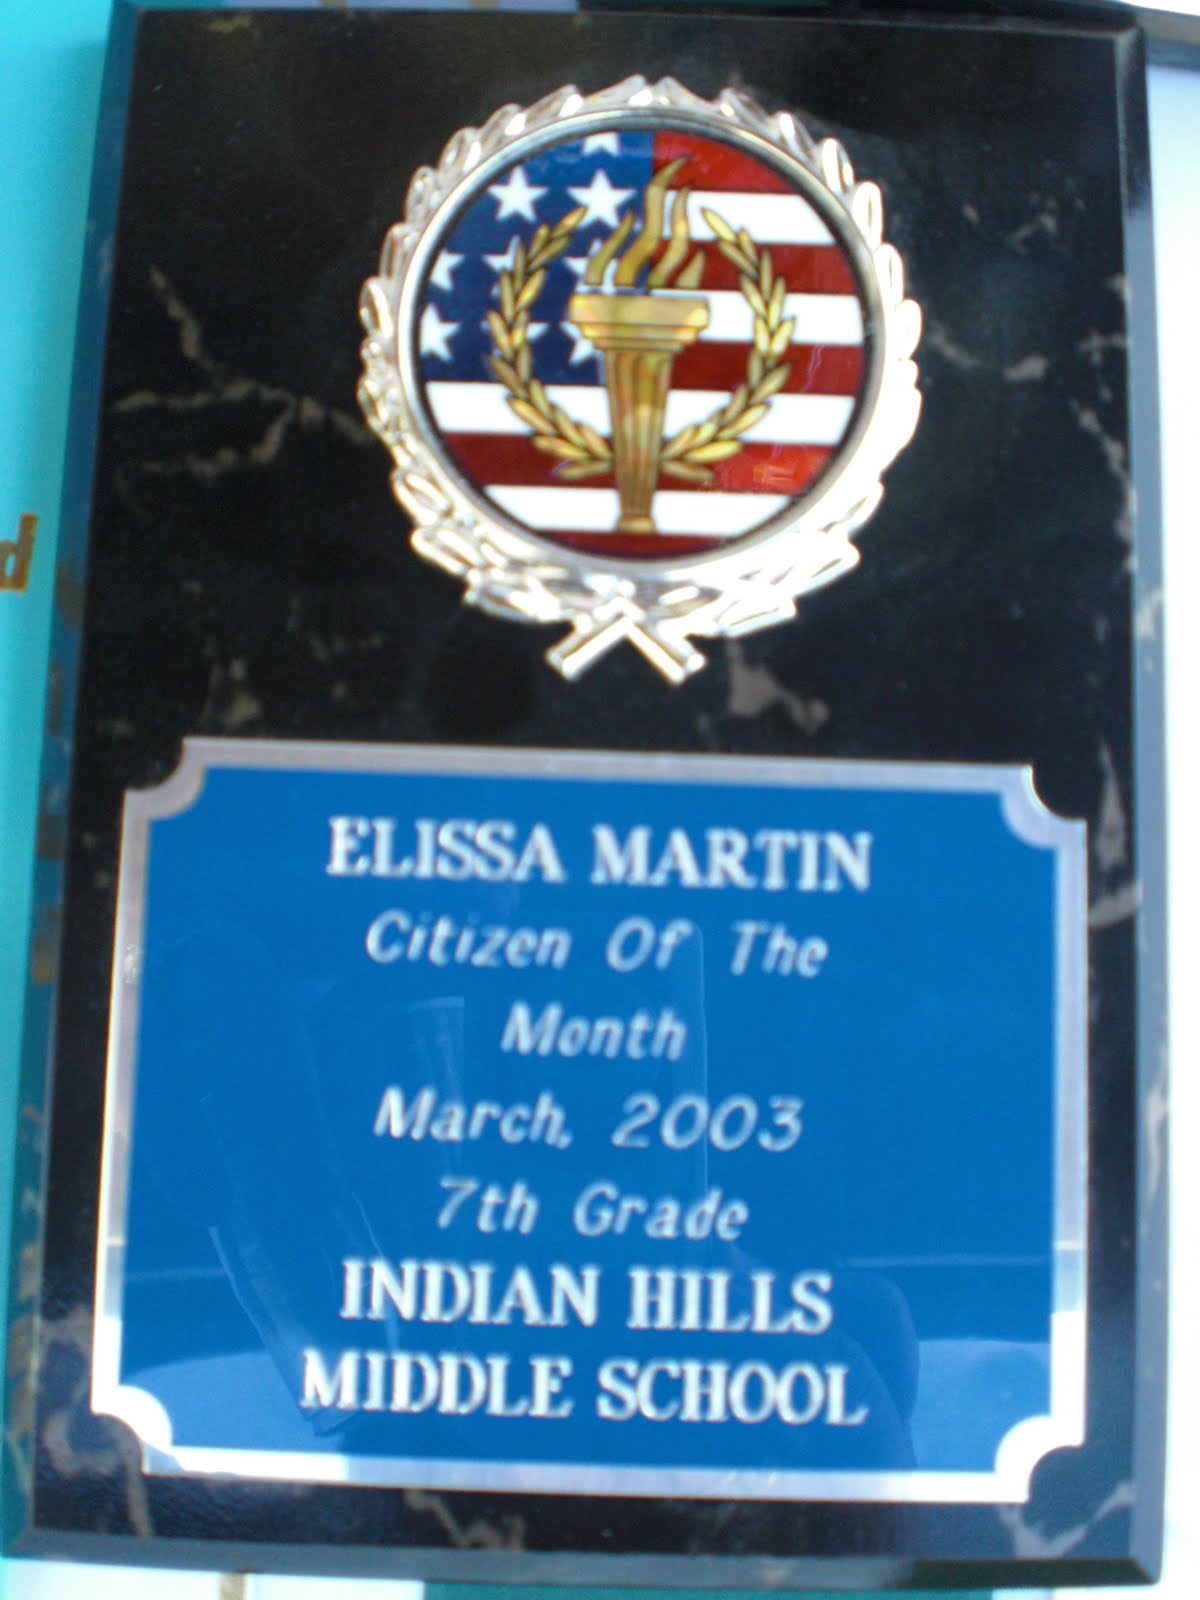 ELISSA MARTIN
Citizen Of The
Month
March, 2003
7th Grade
INDIAN HILLS
MIDDLE SCHOOL